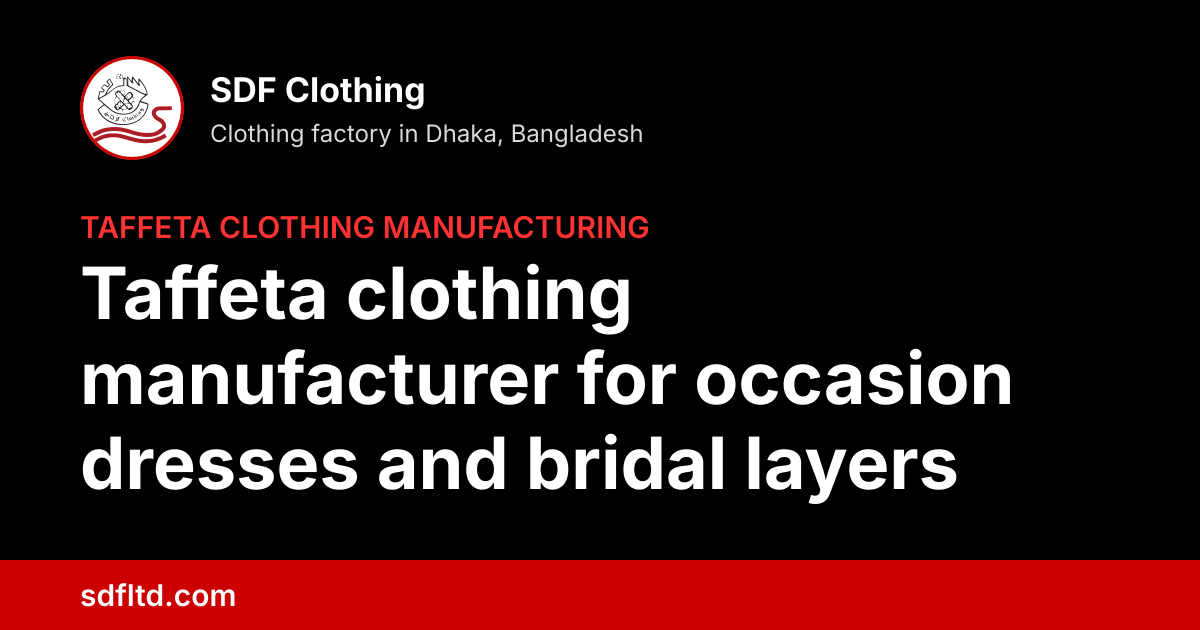 SDF Clothing
Clothing factory in Dhaka, Bangladesh
TAFFETA CLOTHING MANUFACTURING
Taffeta clothing
manufacturer for occasion
dresses and bridal layers
sdfltd.com